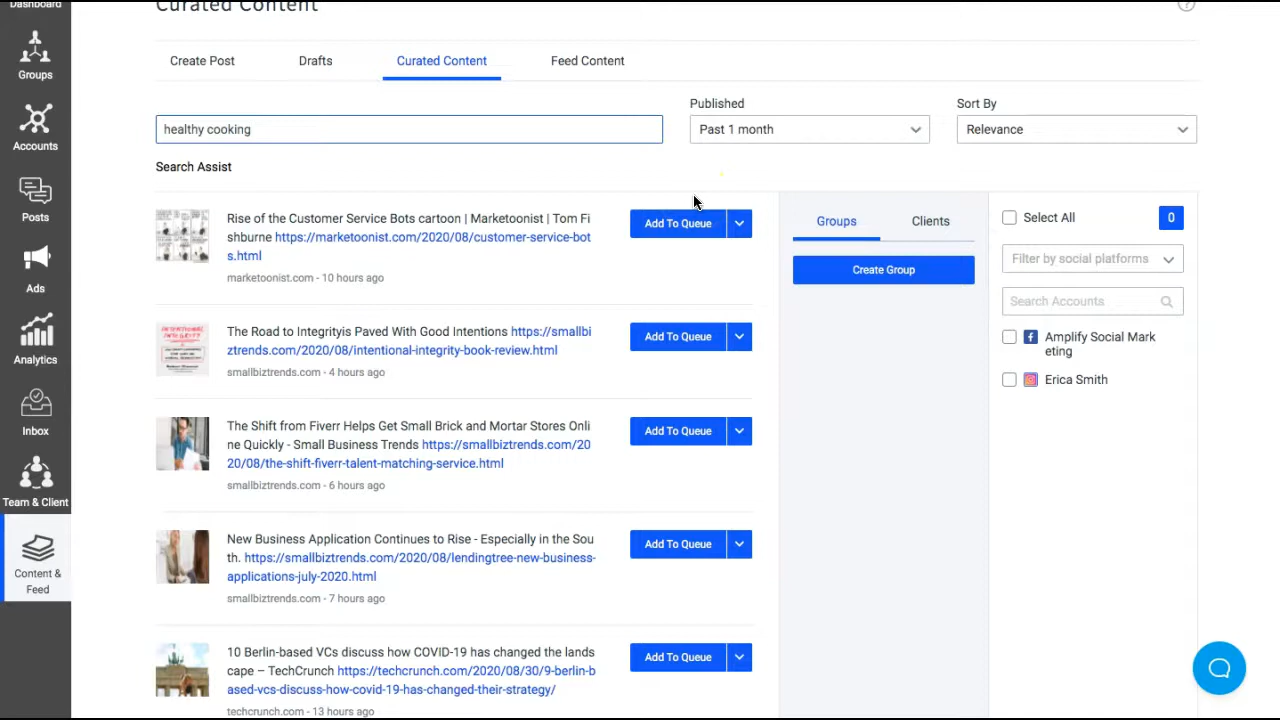 Dashboard
Groups
Accounts
Posts
Ads
Analytics
Inbox
Team & Client
Content &
Feed
Curated Content
?
Create Post
Drafts
Curated Content
Feed Content
healthy cooking
Published
Past 1 month
Sort By
Relevance
Search Assist
Rise of the Customer Service Bots cartoon | Marketoonist | Tom Fi
shburne https://marketoonist.com/2020/08/customer-service-bot
s.html
marketoonist.com - 10 hours ago
Add To Queue
The Road to Integrityis Paved With Good Intentions https://smallbi
ztrends.com/2020/08/intentional-integrity-book-review.html
smallbiztrends.com - 4 hours ago
Add To Queue
The Shift from Fiverr Helps Get Small Brick and Mortar Stores Onli
ne Quickly - Small Business Trends https://smallbiztrends.com/20
20/08/the-shift-fiverr-talent-matching-service.html
smallbiztrends.com - 6 hours ago
Add To Queue
New Business Application Continues to Rise - Especially in the Sou
th. https://smallbiztrends.com/2020/08/lendingtree-new-business-
applications-july-2020.html
smallbiztrends.com - 7 hours ago
Add To Queue
10 Berlin-based VCs discuss how COVID-19 has changed the lands
cape – TechCrunch https://techcrunch.com/2020/08/30/9-berlin-b
ased-vcs-discuss-how-covid-19-has-changed-their-strategy/
techcrunch.com - 13 hours ago
Add To Queue
Groups
Clients
Create Group
Select All
0
Filter by social platforms
Search Accounts
Amplify Social Mark
eting
Erica Smith